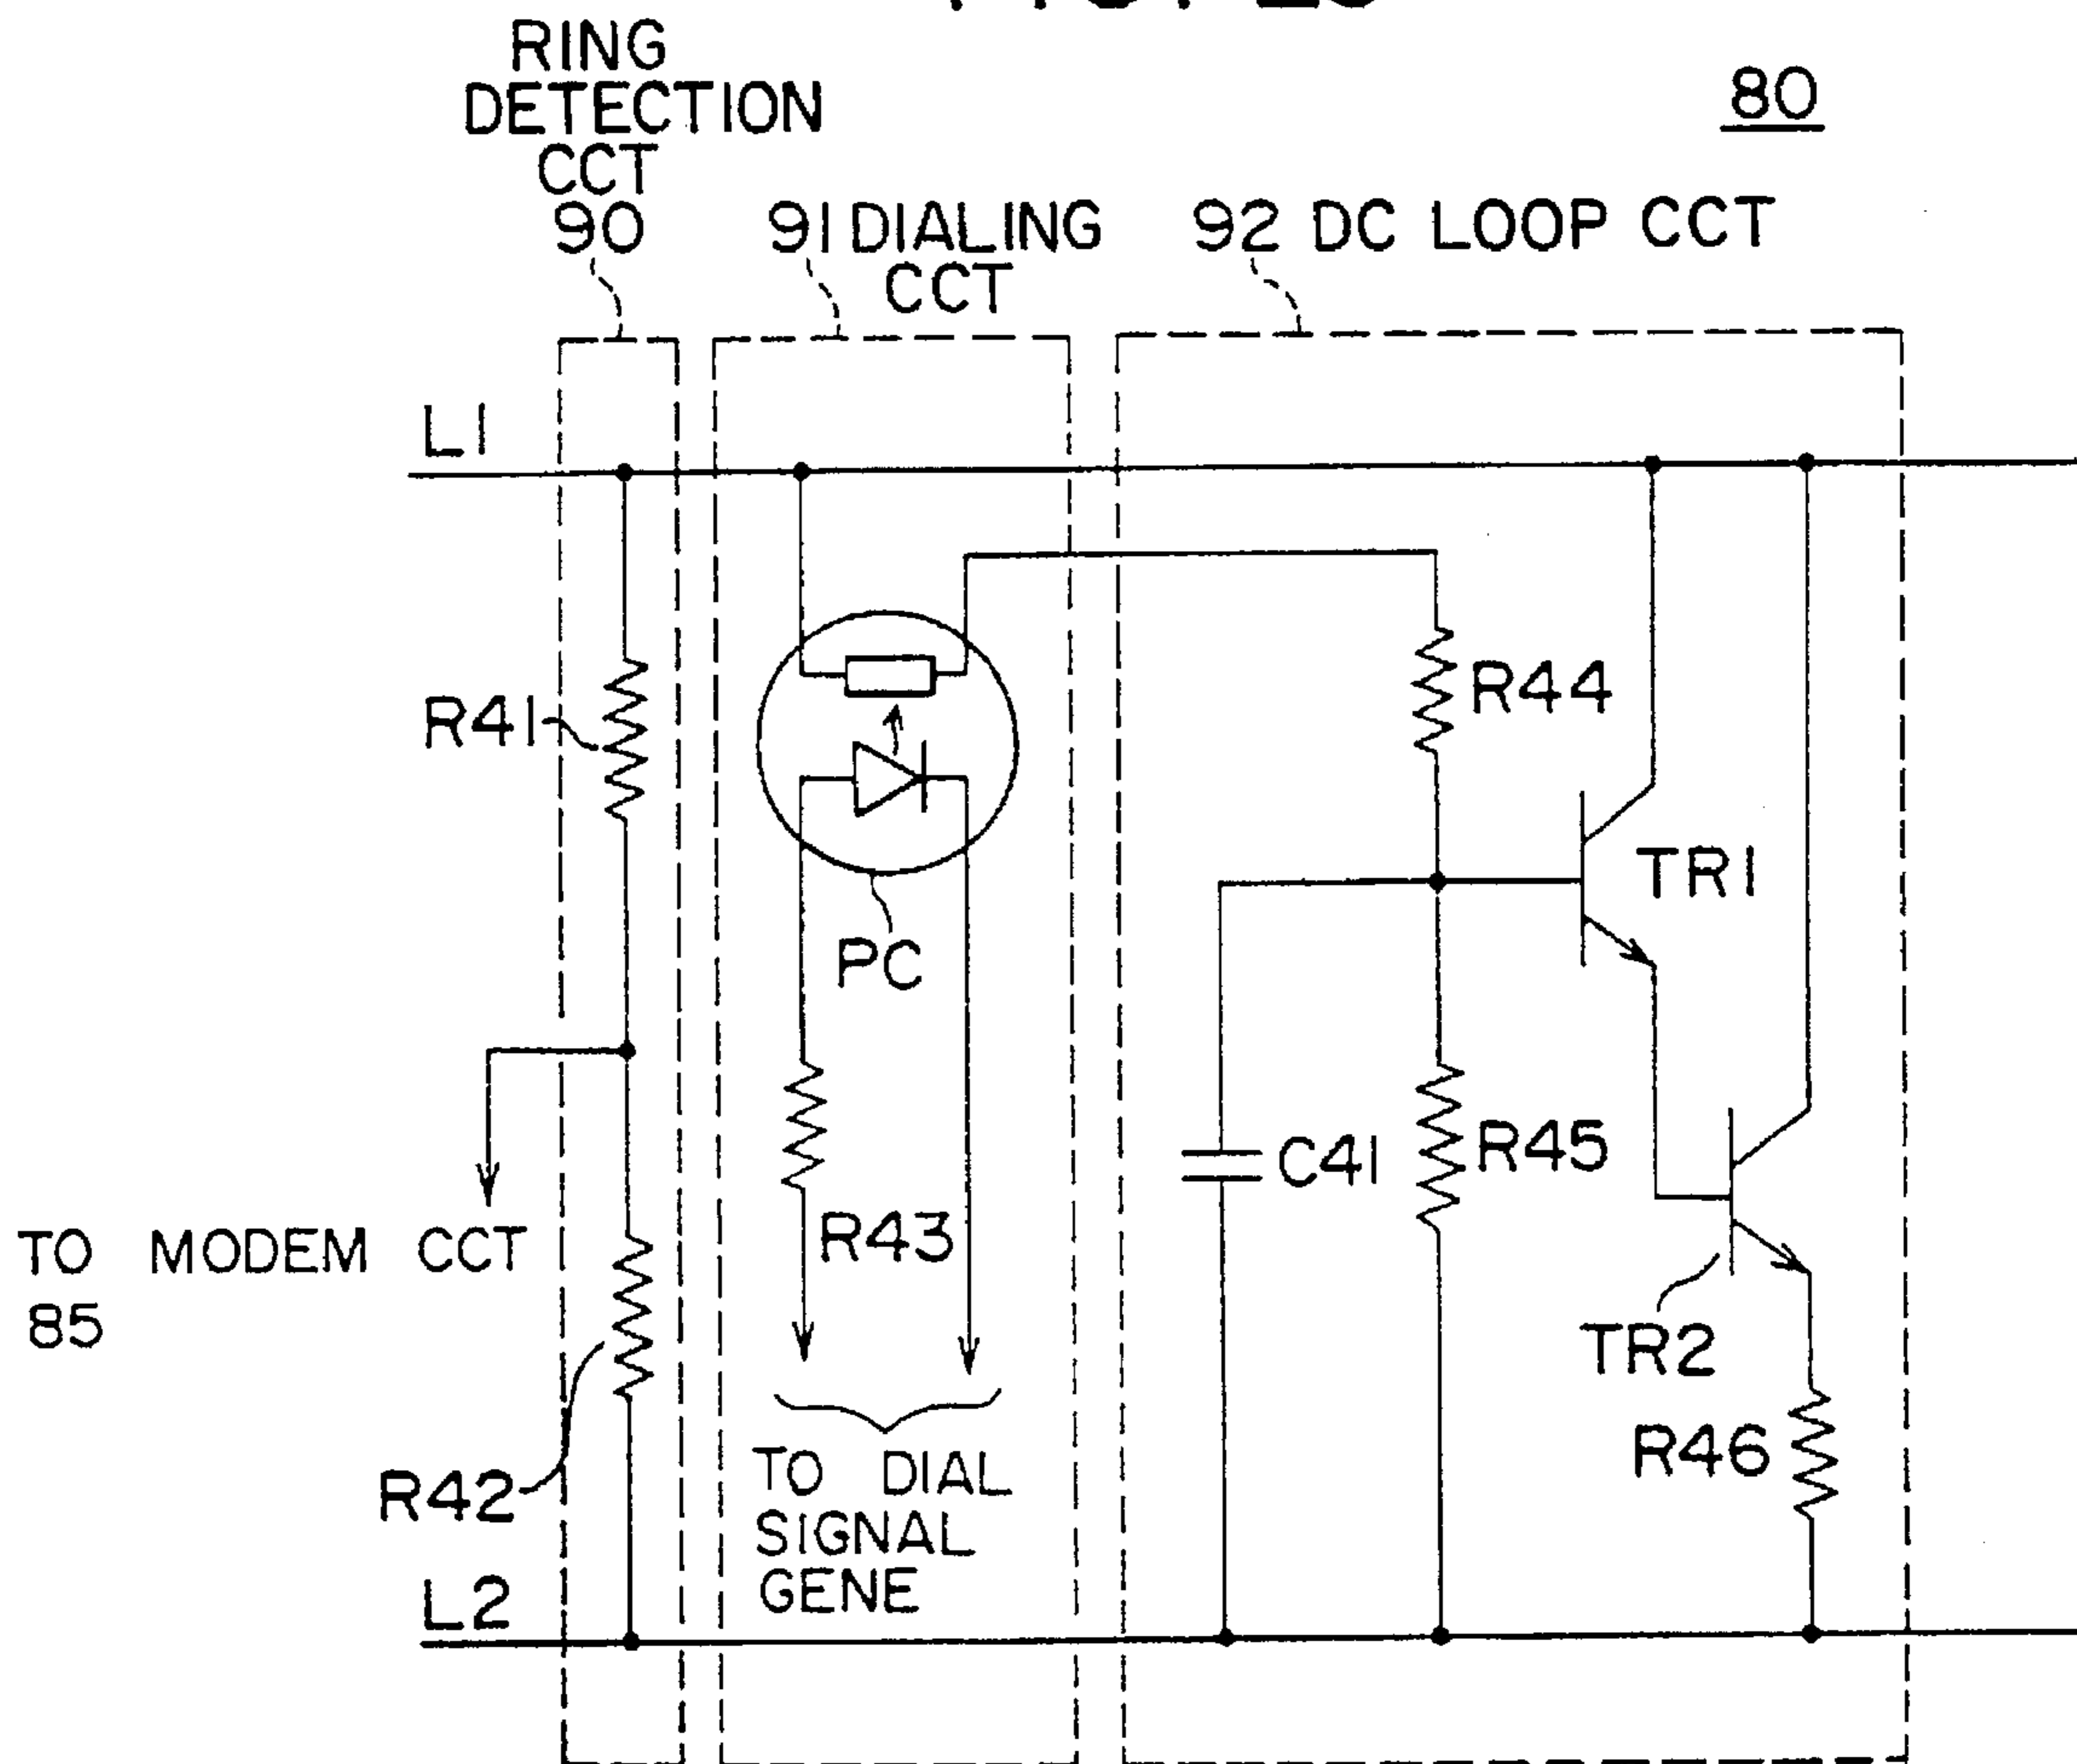 RING
DETECTION
CCT
90
80
91 DIALING
CCT
92 DC LOOP CCT
L1
R41
R44
TR1
PC
C41
R45
R43
TO MODEM CCT
85
TR2
R42
R46
TO DIAL
SIGNAL
GENE
L2